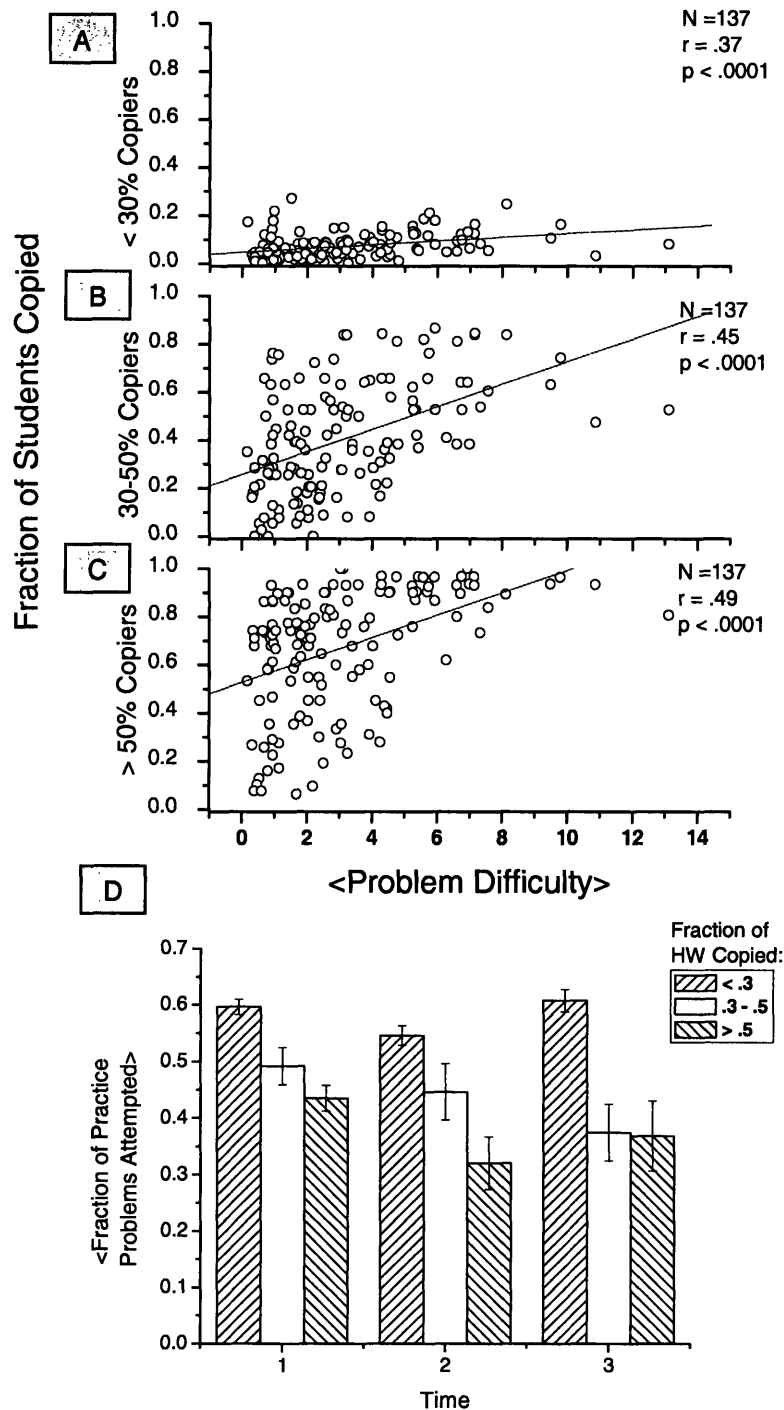 A
N =137
r = .37
p < .0001
< 30% Copiers
1.0
0.8
0.6
0.4
0.2
0.0
Fraction of Students Copied
B
N =137
r = .45
p < .0001
30-50% Copiers
1.0
0.8
0.6
0.4
0.2
0.0
C
N =137
r = .49
p < .0001
> 50% Copiers
1.0
0.8
0.6
0.4
0.2
0.0
0 2 4 6 8 10 12 14
<Problem Difficulty>
D
Fraction of
HW Copied:
< .3
.3 - .5
> .5
<Fraction of Practice
Problems Attempted>
0.7
0.6
0.5
0.4
0.3
0.2
0.1
0.0
1 2 3
Time